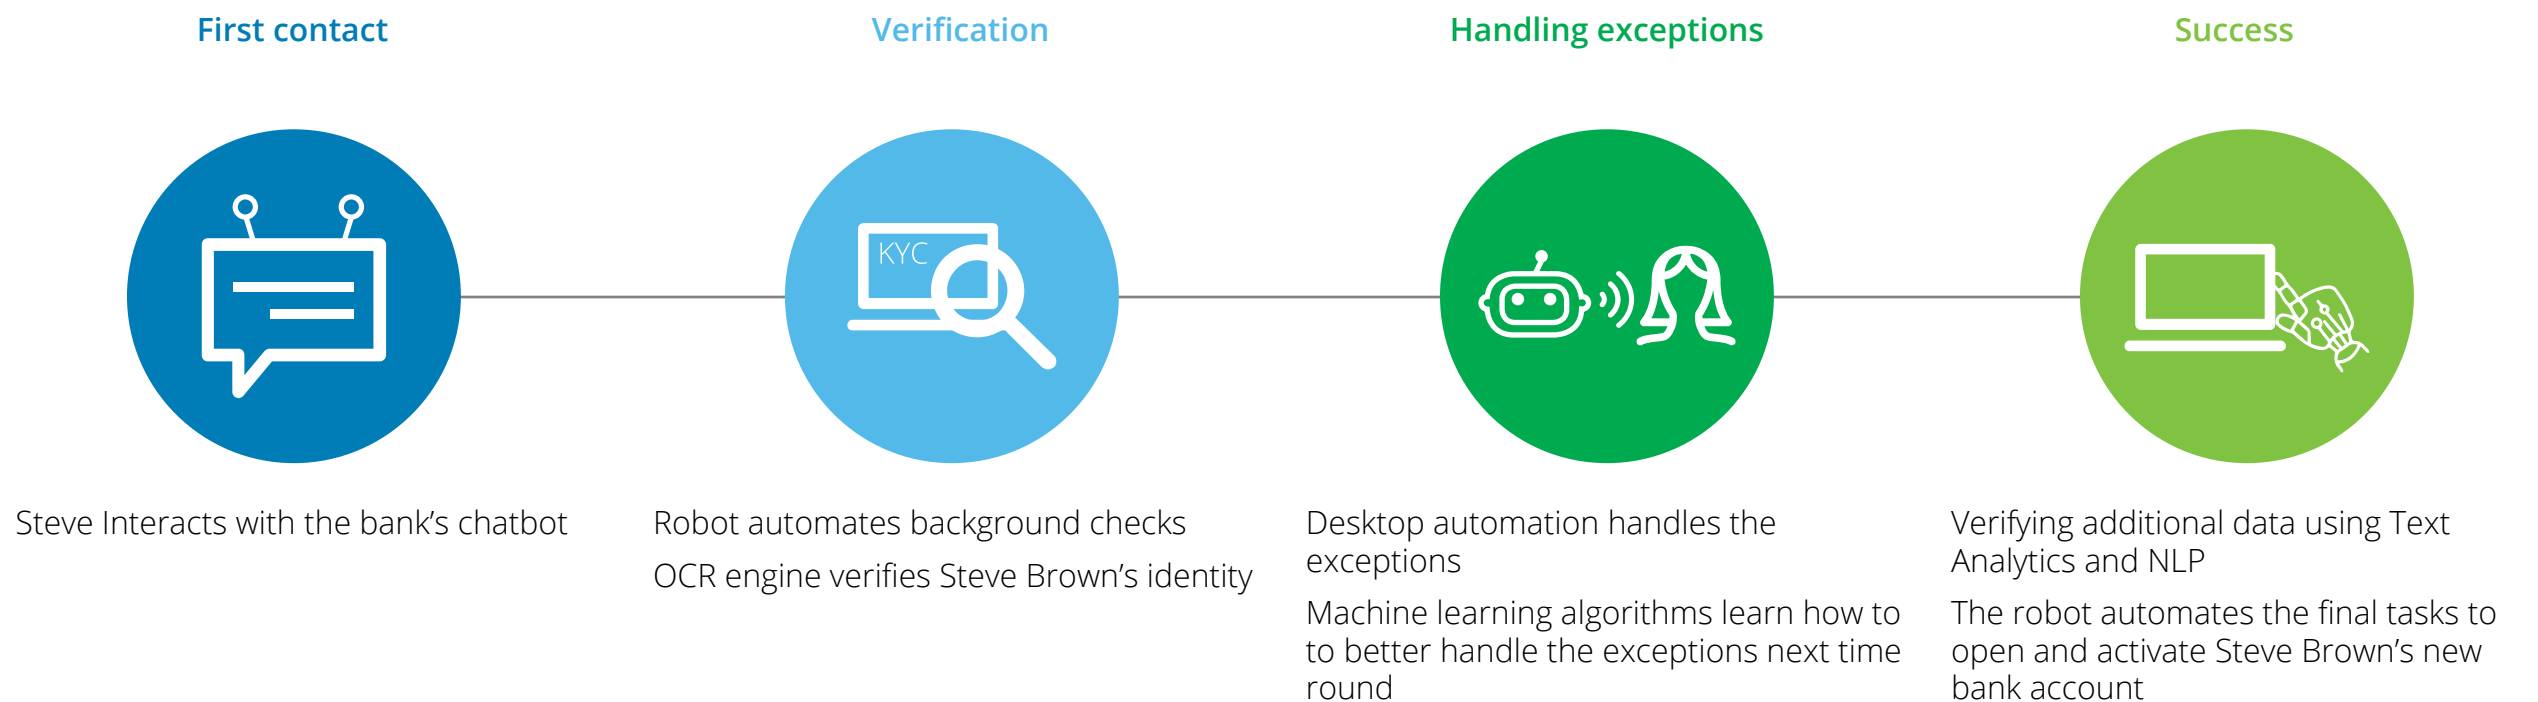 First contact
Verification
Handling exceptions
Success
KYC
Steve Interacts with the bank’s chatbot
Robot automates background checks
OCR engine verifies Steve Brown’s identity
Desktop automation handles the
exceptions
Machine learning algorithms learn how to
to better handle the exceptions next time
round
Verifying additional data using Text
Analytics and NLP
The robot automates the final tasks to
open and activate Steve Brown’s new
bank account